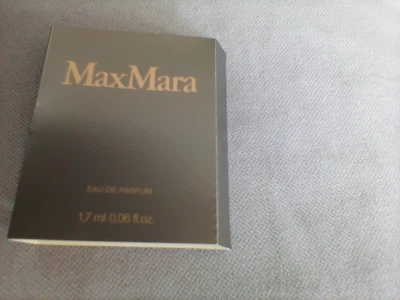 MaxMara
EAU DE PARFUM
1,7 ml 0.06 fl.oz.